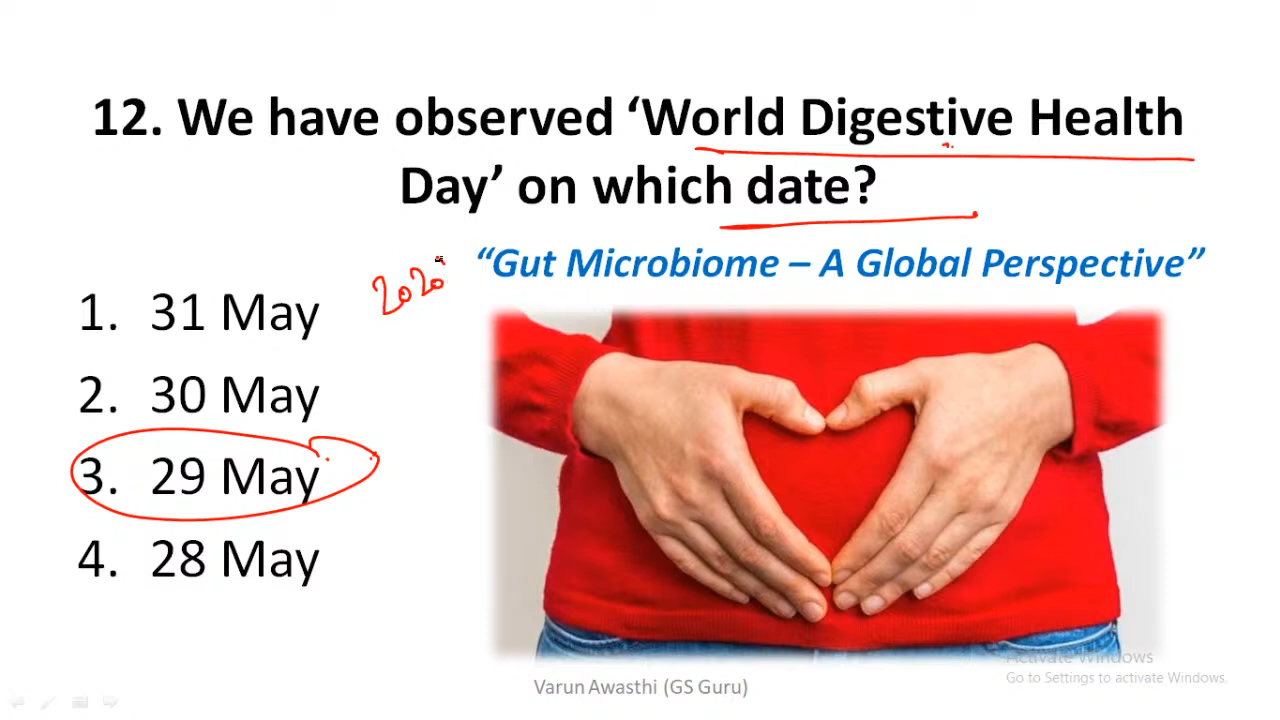 12. We have observed ‘World Digestive Health
Day’ on which date?
“Gut Microbiome – A Global Perspective”
2020
1. 31 May
2. 30 May
3. 29 May
4. 28 May
Activate Windows
Go to Settings to activate Windows.
Varun Awasthi (GS Guru)